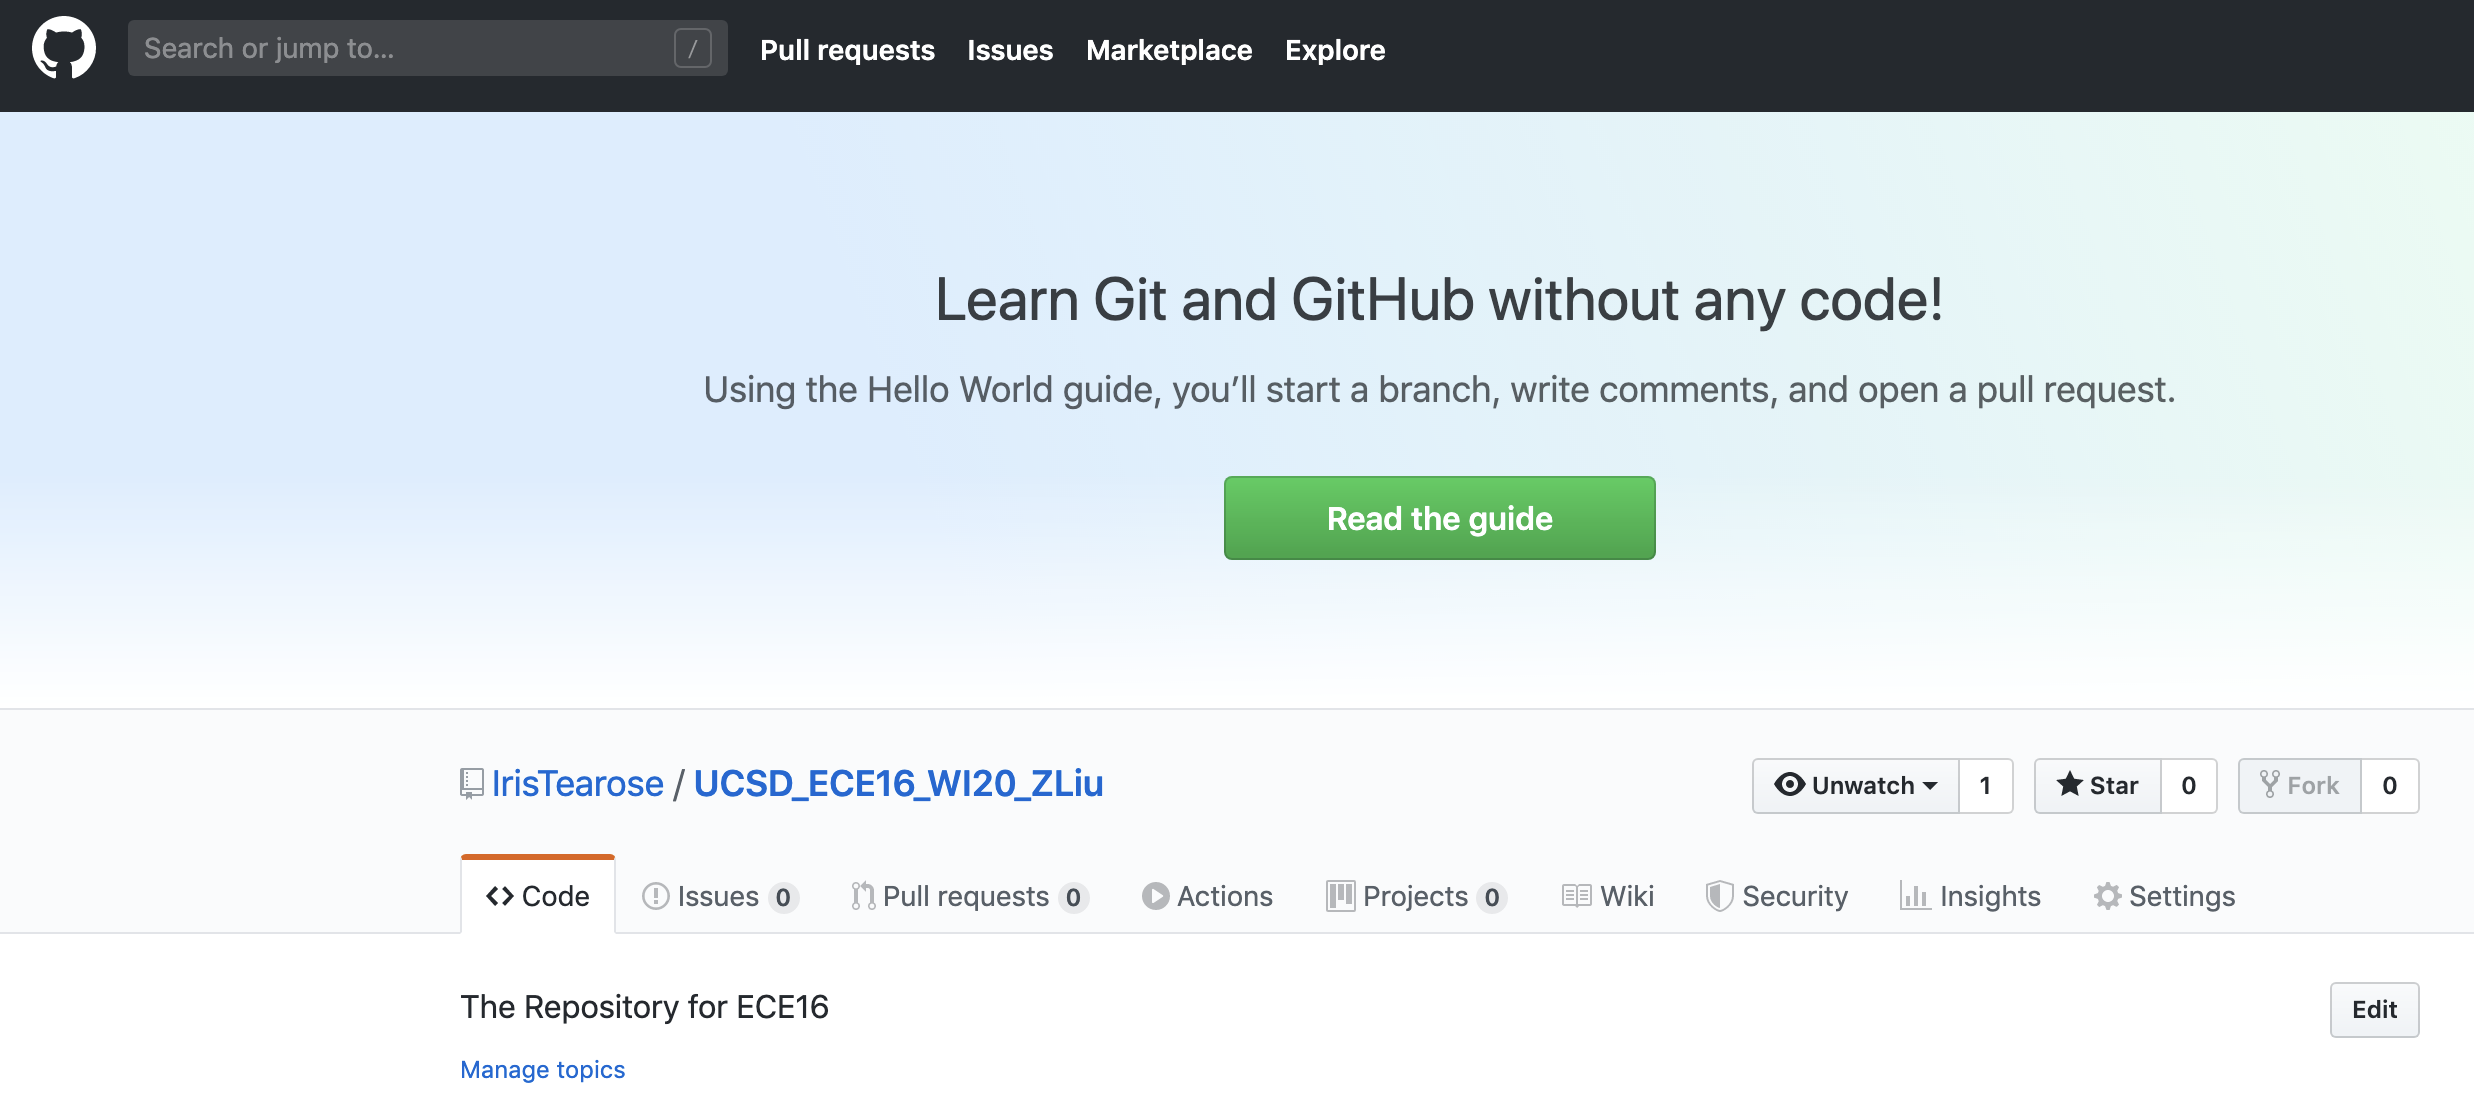 Search or jump to... /
Pull requests Issues Marketplace Explore
Learn Git and GitHub without any code!
Using the Hello World guide, you’ll start a branch, write comments, and open a pull request.
Read the guide
IrisTearose / UCSD_ECE16_WI20_ZLiu
Unwatch 1 Star 0 Fork 0
Code Issues 0 Pull requests 0 Actions Projects 0 Wiki Security Insights Settings
The Repository for ECE16
Edit
Manage topics